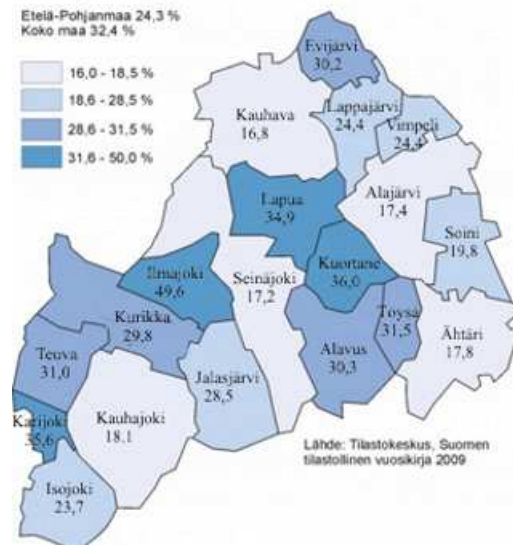 Etelä-Pohjanmaa 24,3 %
Koko maa 32,4 %
16,0 - 18,5 %
18,6 - 28,5 %
28,6 - 31,5 %
31,6 - 50,0 %
Evijärvi
30,2
Kauhava
16,8
Lappajärvi
24,4
Vimpeli
24,4
Lapua
34,9
Alajärvi
17,4
Soini
19,8
Ilmajoki
49,6
Seinäjoki
17,2
Kuortane
36,0
Kurikka
29,8
Töysä
31,5
Ähtäri
17,8
Teuva
31,0
Jalasjärvi
28,5
Alavus
30,3
Karijoki
35,6
Kauhajoki
18.1
Isojoki
23,7
Lähde: Tilastokeskus, Suomen
tilastollinen vuosikirja 2009